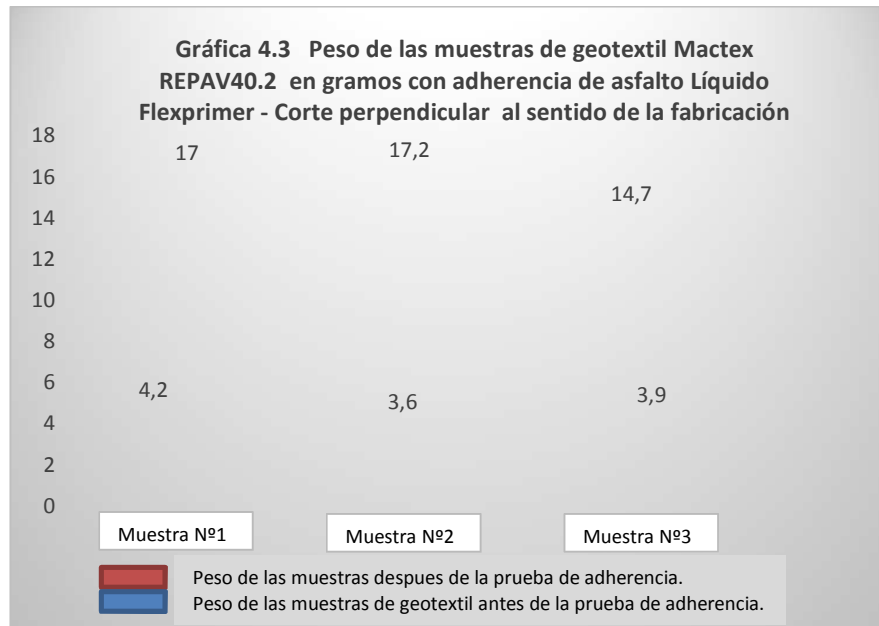 Gráfica 4.3 Peso de las muestras de geotextil Mactex
REPAV40.2 en gramos con adherencia de asfalto Líquido
Flexprimer - Corte perpendicular al sentido de la fabricación
18
16
14
12
10
8
6
4
2
0
17
17,2
14,7
4,2
3,6
3,9
Muestra Nº1
Muestra Nº2
Muestra Nº3
Peso de las muestras despues de la prueba de adherencia.
Peso de las muestras de geotextil antes de la prueba de adherencia.